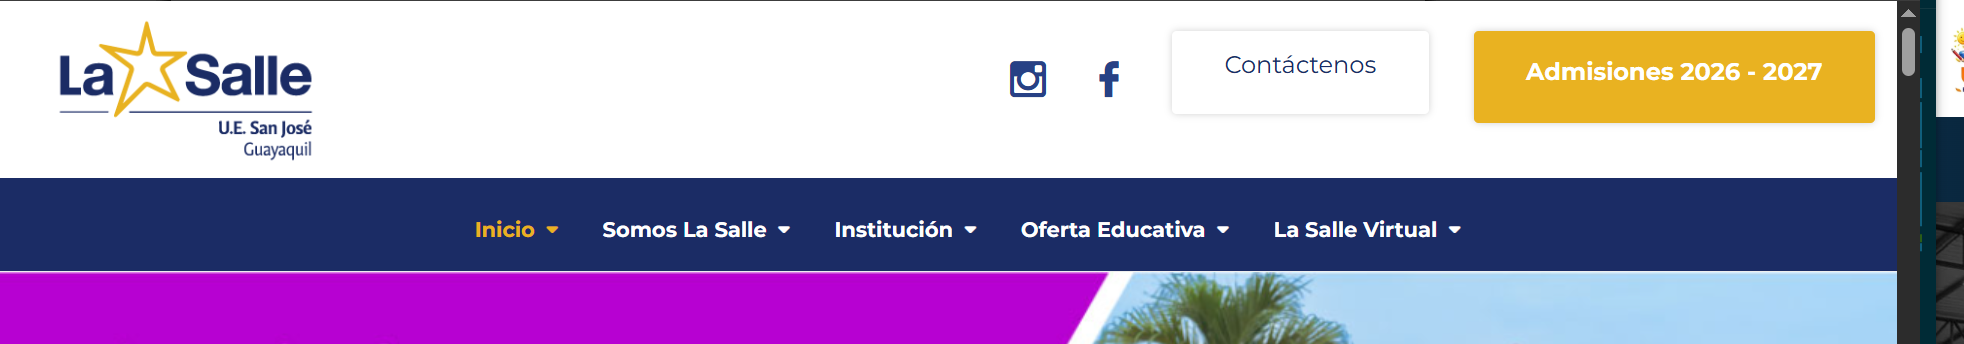 La Salle
U.E. San José
Guayaquil
Contáctenos
Admisiones 2026 - 2027
Inicio
Somos La Salle
Institución
Oferta Educativa
La Salle Virtual